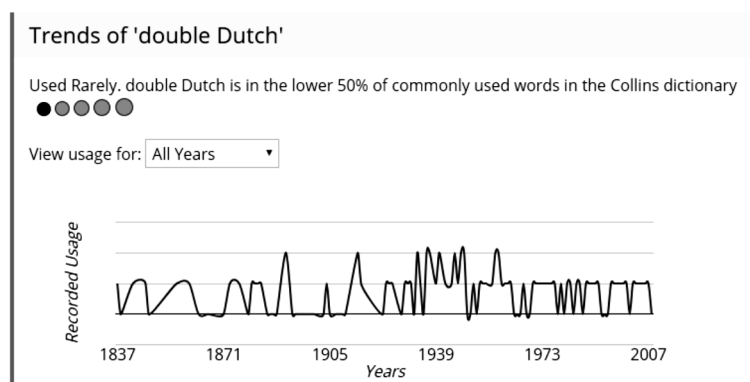 Trends of 'double Dutch'
Used Rarely. double Dutch is in the lower 50% of commonly used words in the Collins dictionary
View usage for: All Years
Recorded Usage
1837 1871 1905 1939 1973 2007
Years